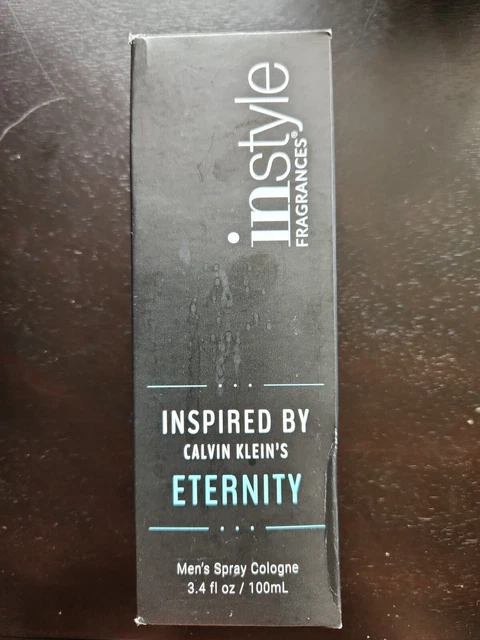 instyle
FRAGRANCES®
INSPIRED BY
CALVIN KLEIN'S
ETERNITY
Men's Spray Cologne
3.4 fl oz / 100mL